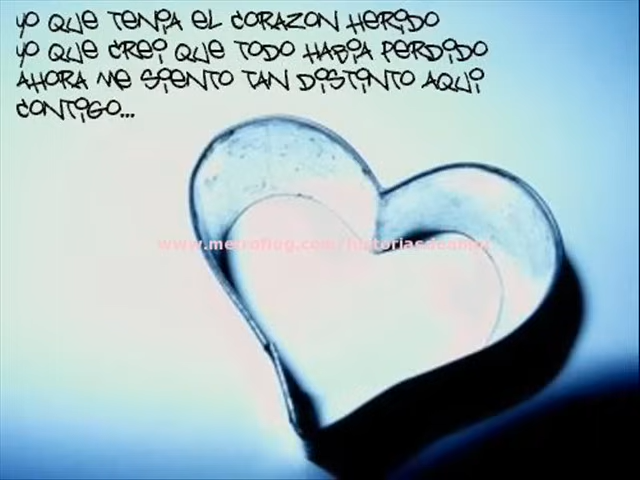 YO QUE TENIA EL CORAZON HERIDO
YO QUE CREI QUE TODO HABIA PERDIDO
AHORA ME SIENTO TAN DISTINTO AQUI
CONTIGO...
www.metroflog.com/historiasdeamor